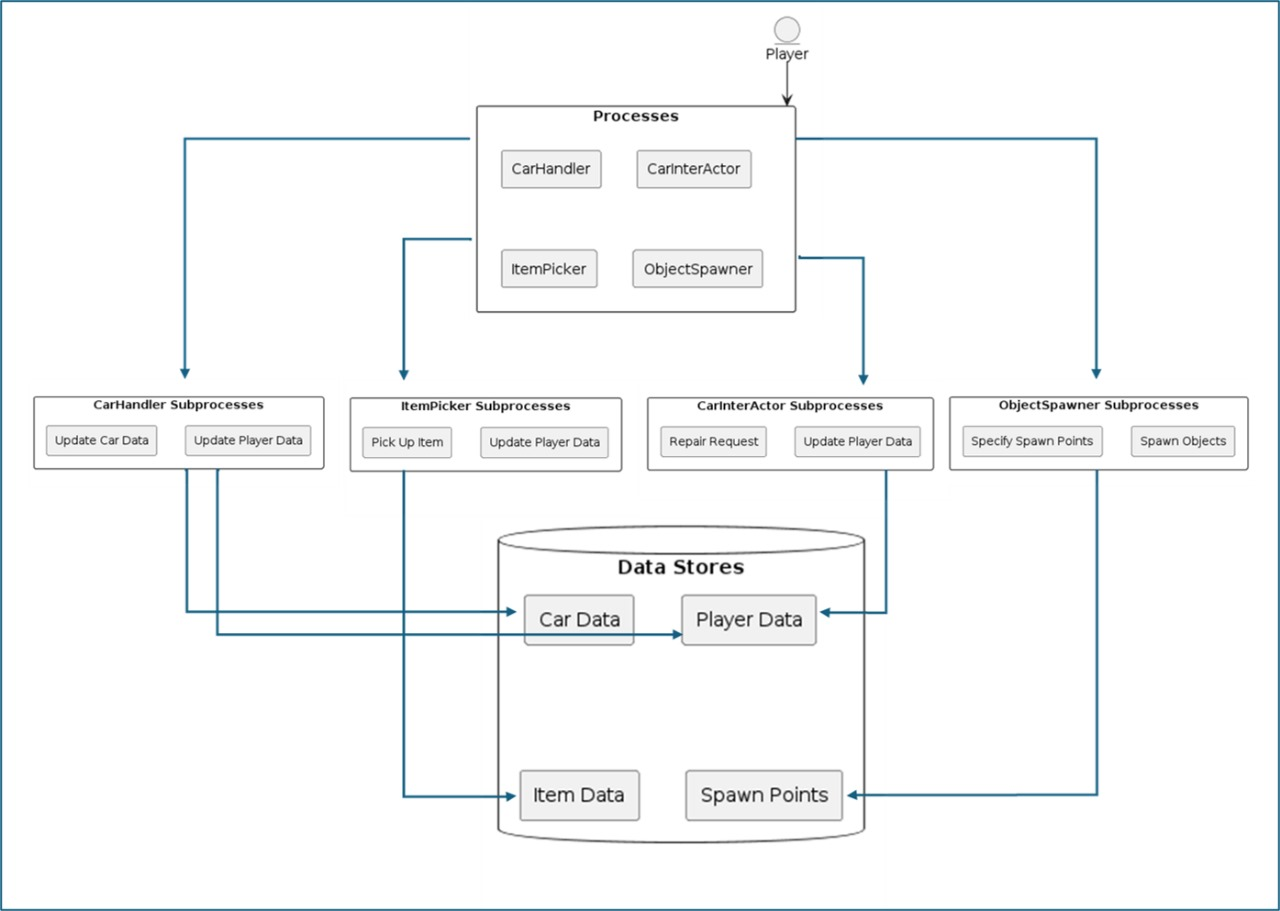 Player
Processes
CarHandler
CarInterActor
ItemPicker
ObjectSpawner
CarHandler Subprocesses
Update Car Data
Update Player Data
ItemPicker Subprocesses
Pick Up Item
Update Player Data
CarInterActor Subprocesses
Repair Request
Update Player Data
ObjectSpawner Subprocesses
Specify Spawn Points
Spawn Objects
Data Stores
Car Data
Player Data
Item Data
Spawn Points